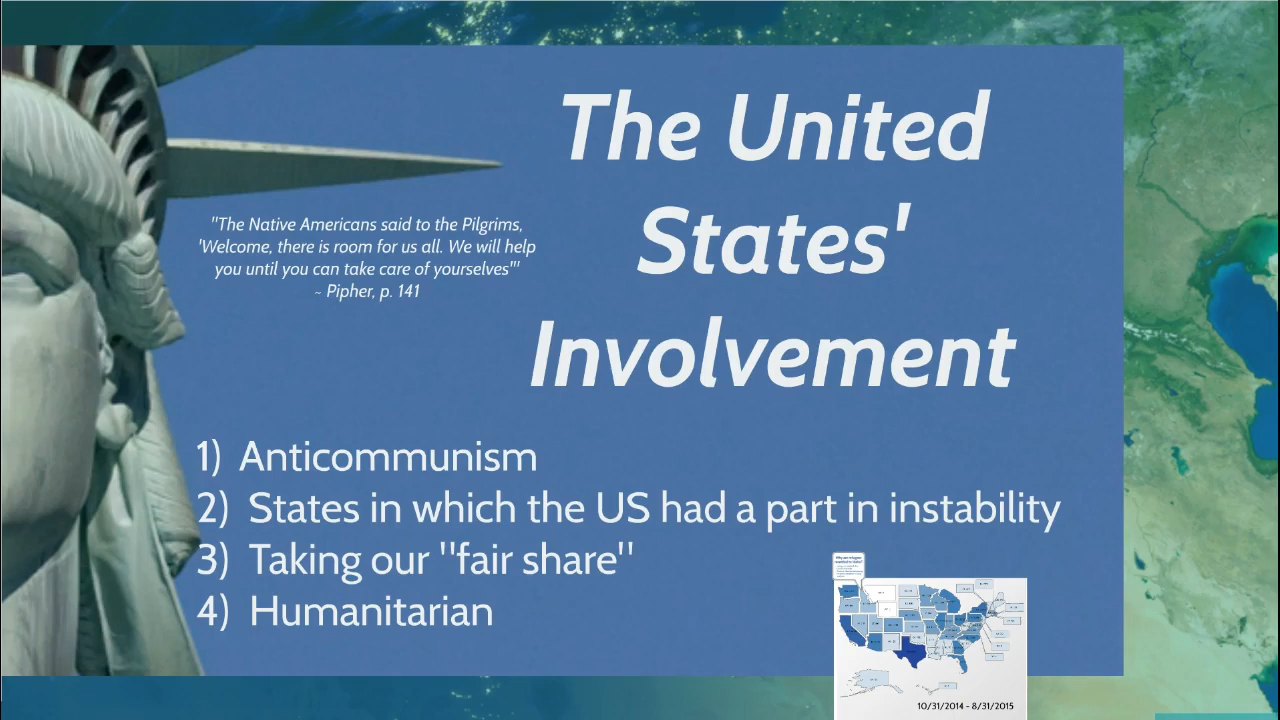 The United
States'
Involvement
"The Native Americans said to the Pilgrims,
'Welcome, there is room for us all. We will help
you until you can take care of yourselves'"
~ Pipher, p. 141
1) Anticommunism
2) States in which the US had a part in instability
3) Taking our "fair share"
4) Humanitarian
10/31/2014 - 8/31/2015